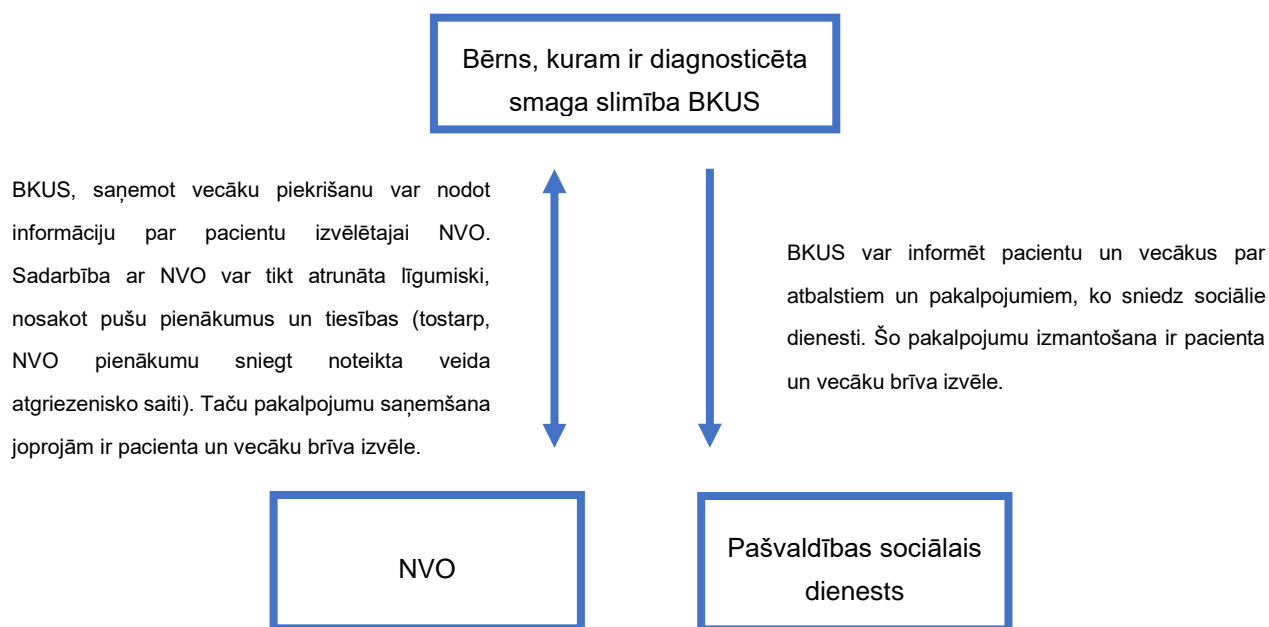 Bērns, kuram ir diagnosticēta
smaga slimība BKUS
BKUS, saņemot vecāku piekrišanu var nodot
informāciju par pacientu izvēlētajai NVO.
Sadarbība ar NVO var tikt atrunāta līgumiski,
nosakot pušu pienākumus un tiesības (tostarp,
NVO pienākumu sniegt noteikta veida
atgriezenisko saiti). Taču pakalpojumu saņemšana
joprojām ir pacienta un vecāku brīva izvēle.
BKUS var informēt pacientu un vecākus par
atbalstiem un pakalpojumiem, ko sniedz sociālie
dienesti. Šo pakalpojumu izmantošana ir pacienta
un vecāku brīva izvēle.
NVO
Pašvaldības sociālais
dienests